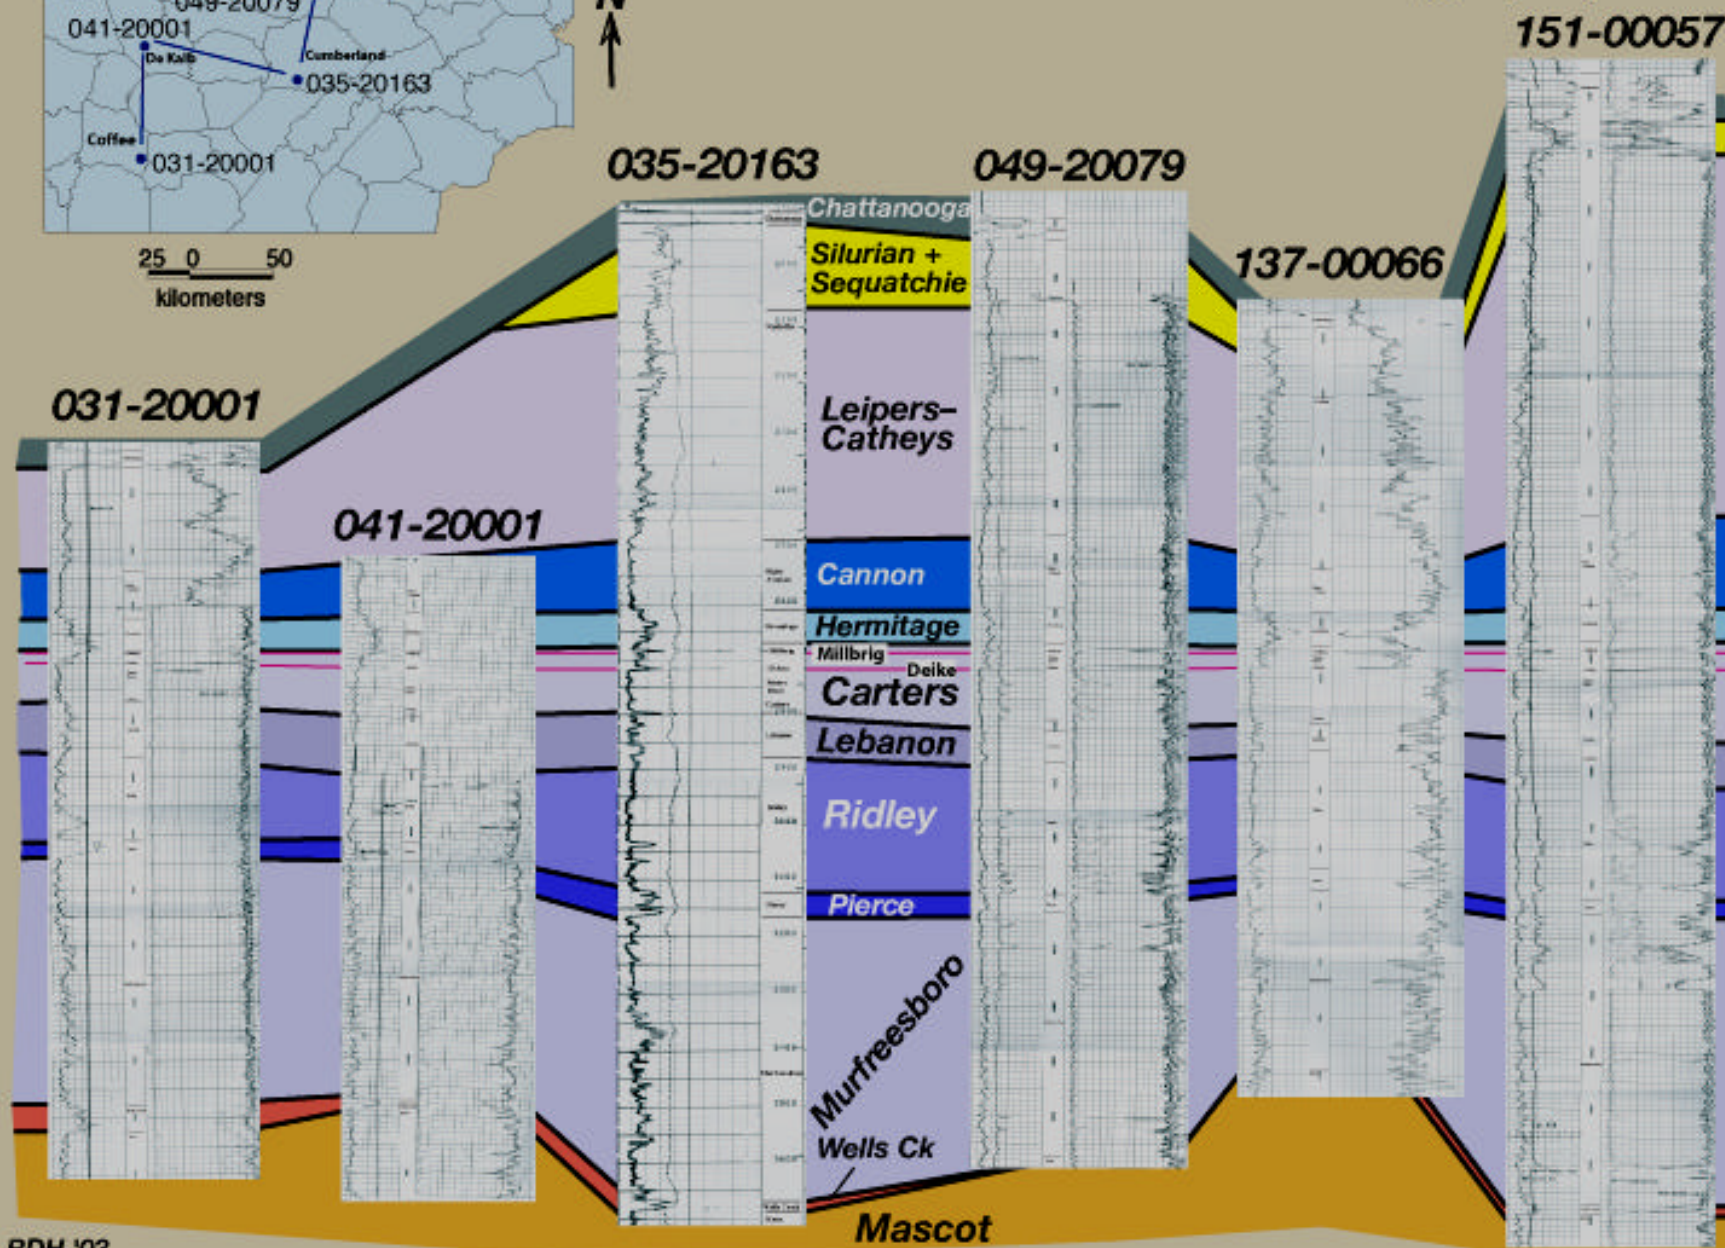 049-20079
041-20001
De Kalb
Cumberland
035-20163
Coffee
031-20001
N
25 0 50
kilometers
151-00057
035-20163
049-20079
137-00066
031-20001
041-20001
Chattanooga
Silurian +
Sequatchie
Leipers–
Catheys
Cannon
Hermitage
Millbrig
Deike
Carters
Lebanon
Ridley
Pierce
Murfreesboro
Wells Ck
Mascot